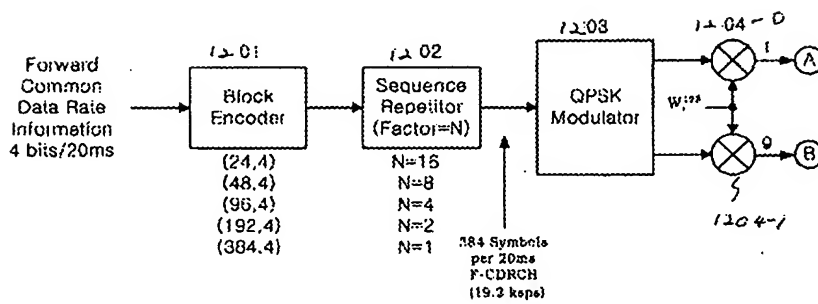 1201
1202
1203
1204-0
Forward
Common
Data Rate
Information
4 bits/20ms
Block
Encoder
Sequence
Repetitor
(Factor=N)
QPSK
Modulator
I
A
Q
B
1204-1
(24,4)
(48,4)
(96,4)
(192,4)
(384,4)
N=16
N=8
N=4
N=2
N=1
384 Symbols
per 20ms
F-CDRCH
(19.2 ksps)